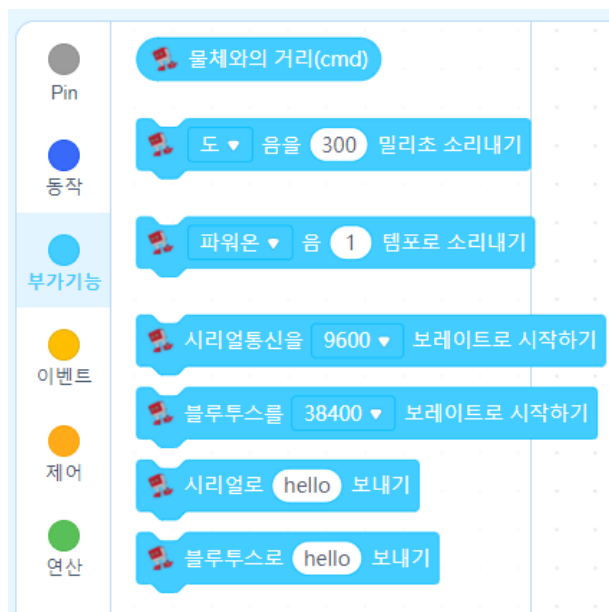 Pin
동작
부가기능
이벤트
제어
연산
물체와의 거리(cmd)
도 음을 300 밀리초 소리내기
파워온 음 1 템포로 소리내기
시리얼통신을 9600 보레이트로 시작하기
블루투스를 38400 보레이트로 시작하기
시리얼로 hello 보내기
블루투스로 hello 보내기